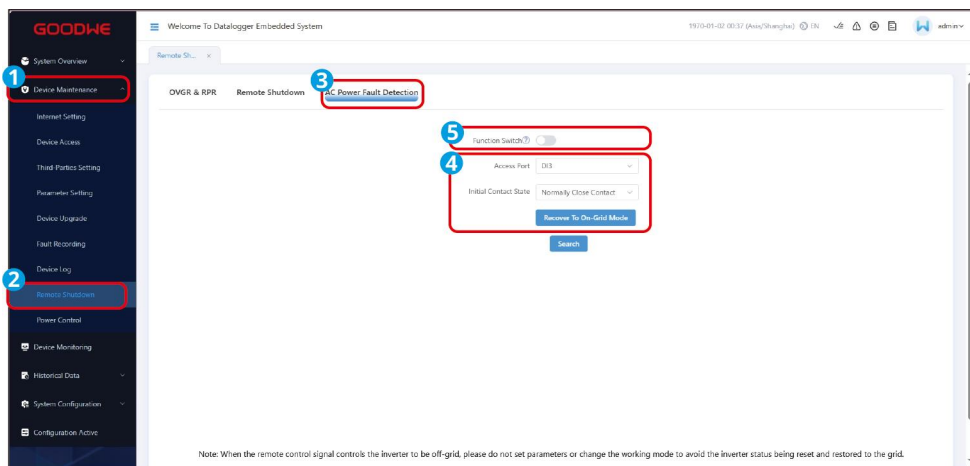 GOODWE
Welcome To Datalogger Embedded System
1970-01-02 00:37 (Asia/Shanghai) EN admin
System Overview
Remote Sh... ×
1
Device Maintenance
OVGR & RPR Remote Shutdown 3 AC Power Fault Detection
Internet Setting
Device Access
5 Function Switch
Third-Parties Setting
4 Access Port DI3
Parameter Setting
Initial Contact State Normally Close Contact
Device Upgrade
Recover To On-Grid Mode
Fault Recording
Search
Device Log
2
Remote Shutdown
Power Control
Device Monitoring
Historical Data
System Configuration
Configuration Active
Note: When the remote control signal controls the inverter to be off-grid, please do not set parameters or change the working mode to avoid the inverter status being reset and restored to the grid.